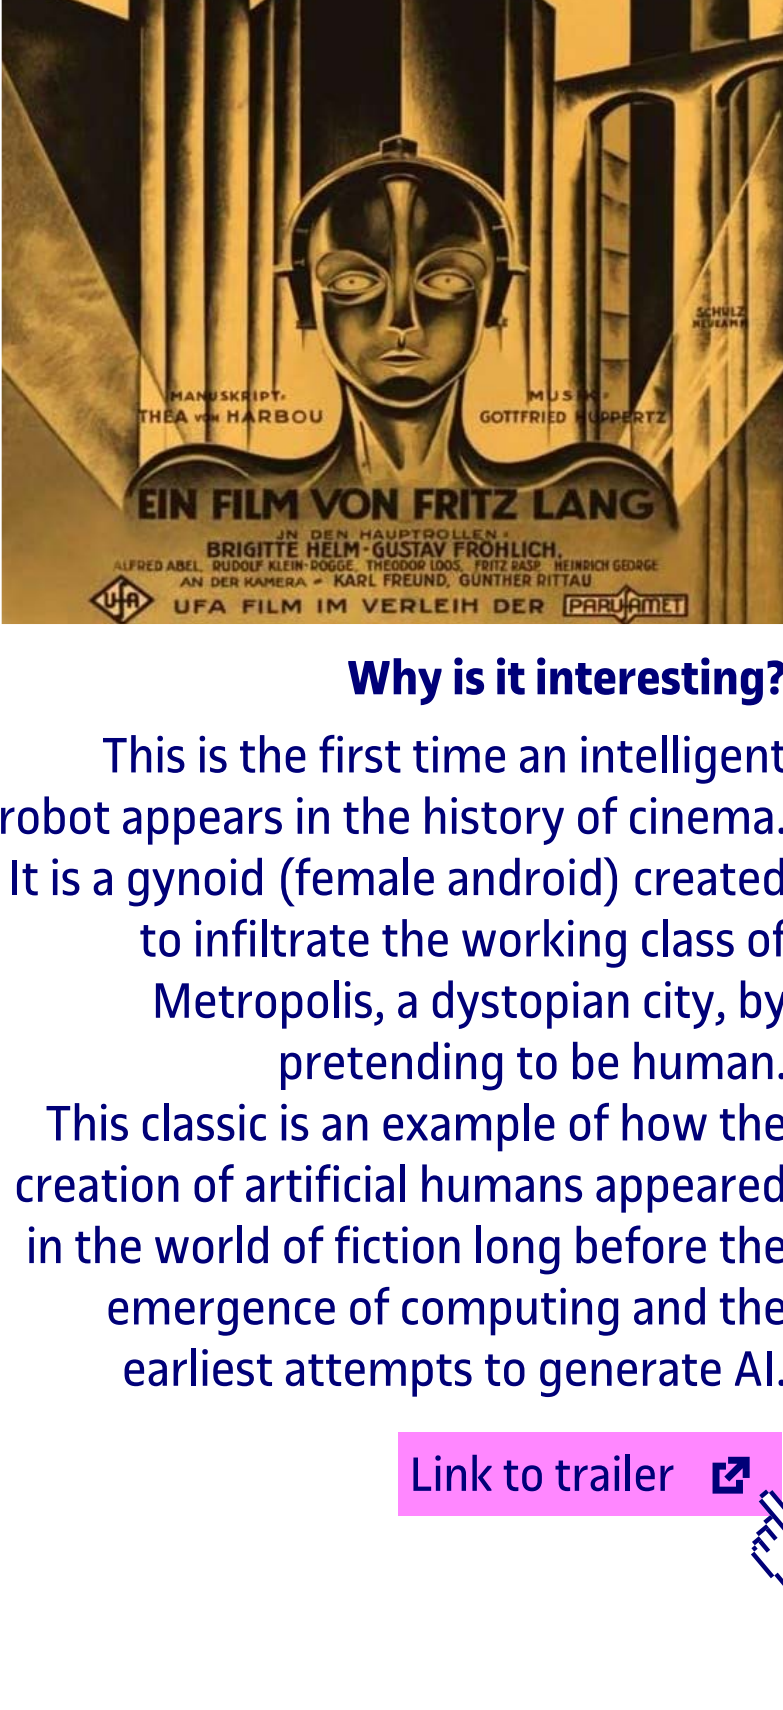 SCHULZ
NEUDAMM
MANUSKRIPT:
THEA VON HARBOU
MUSIK:
GOTTFRIED HUPPERTZ
EIN FILM VON FRITZ LANG
IN DEN HAUPTROLLEN:
BRIGITTE HELM · GUSTAV FRÖHLICH,
ALFRED ABEL, RUDOLF KLEIN-ROGGE, THEODOR LOOS, FRITZ RASP, HEINRICH GEORGE
AN DER KAMERA - KARL FREUND, GÜNTHER RITTAU
UFA
UFA FILM IM VERLEIH DER PARUFAMET
Why is it interesting?
This is the first time an intelligent
robot appears in the history of cinema.
It is a gynoid (female android) created
to infiltrate the working class of
Metropolis, a dystopian city, by
pretending to be human.
This classic is an example of how the
creation of artificial humans appeared
in the world of fiction long before the
emergence of computing and the
earliest attempts to generate AI.
Link to trailer